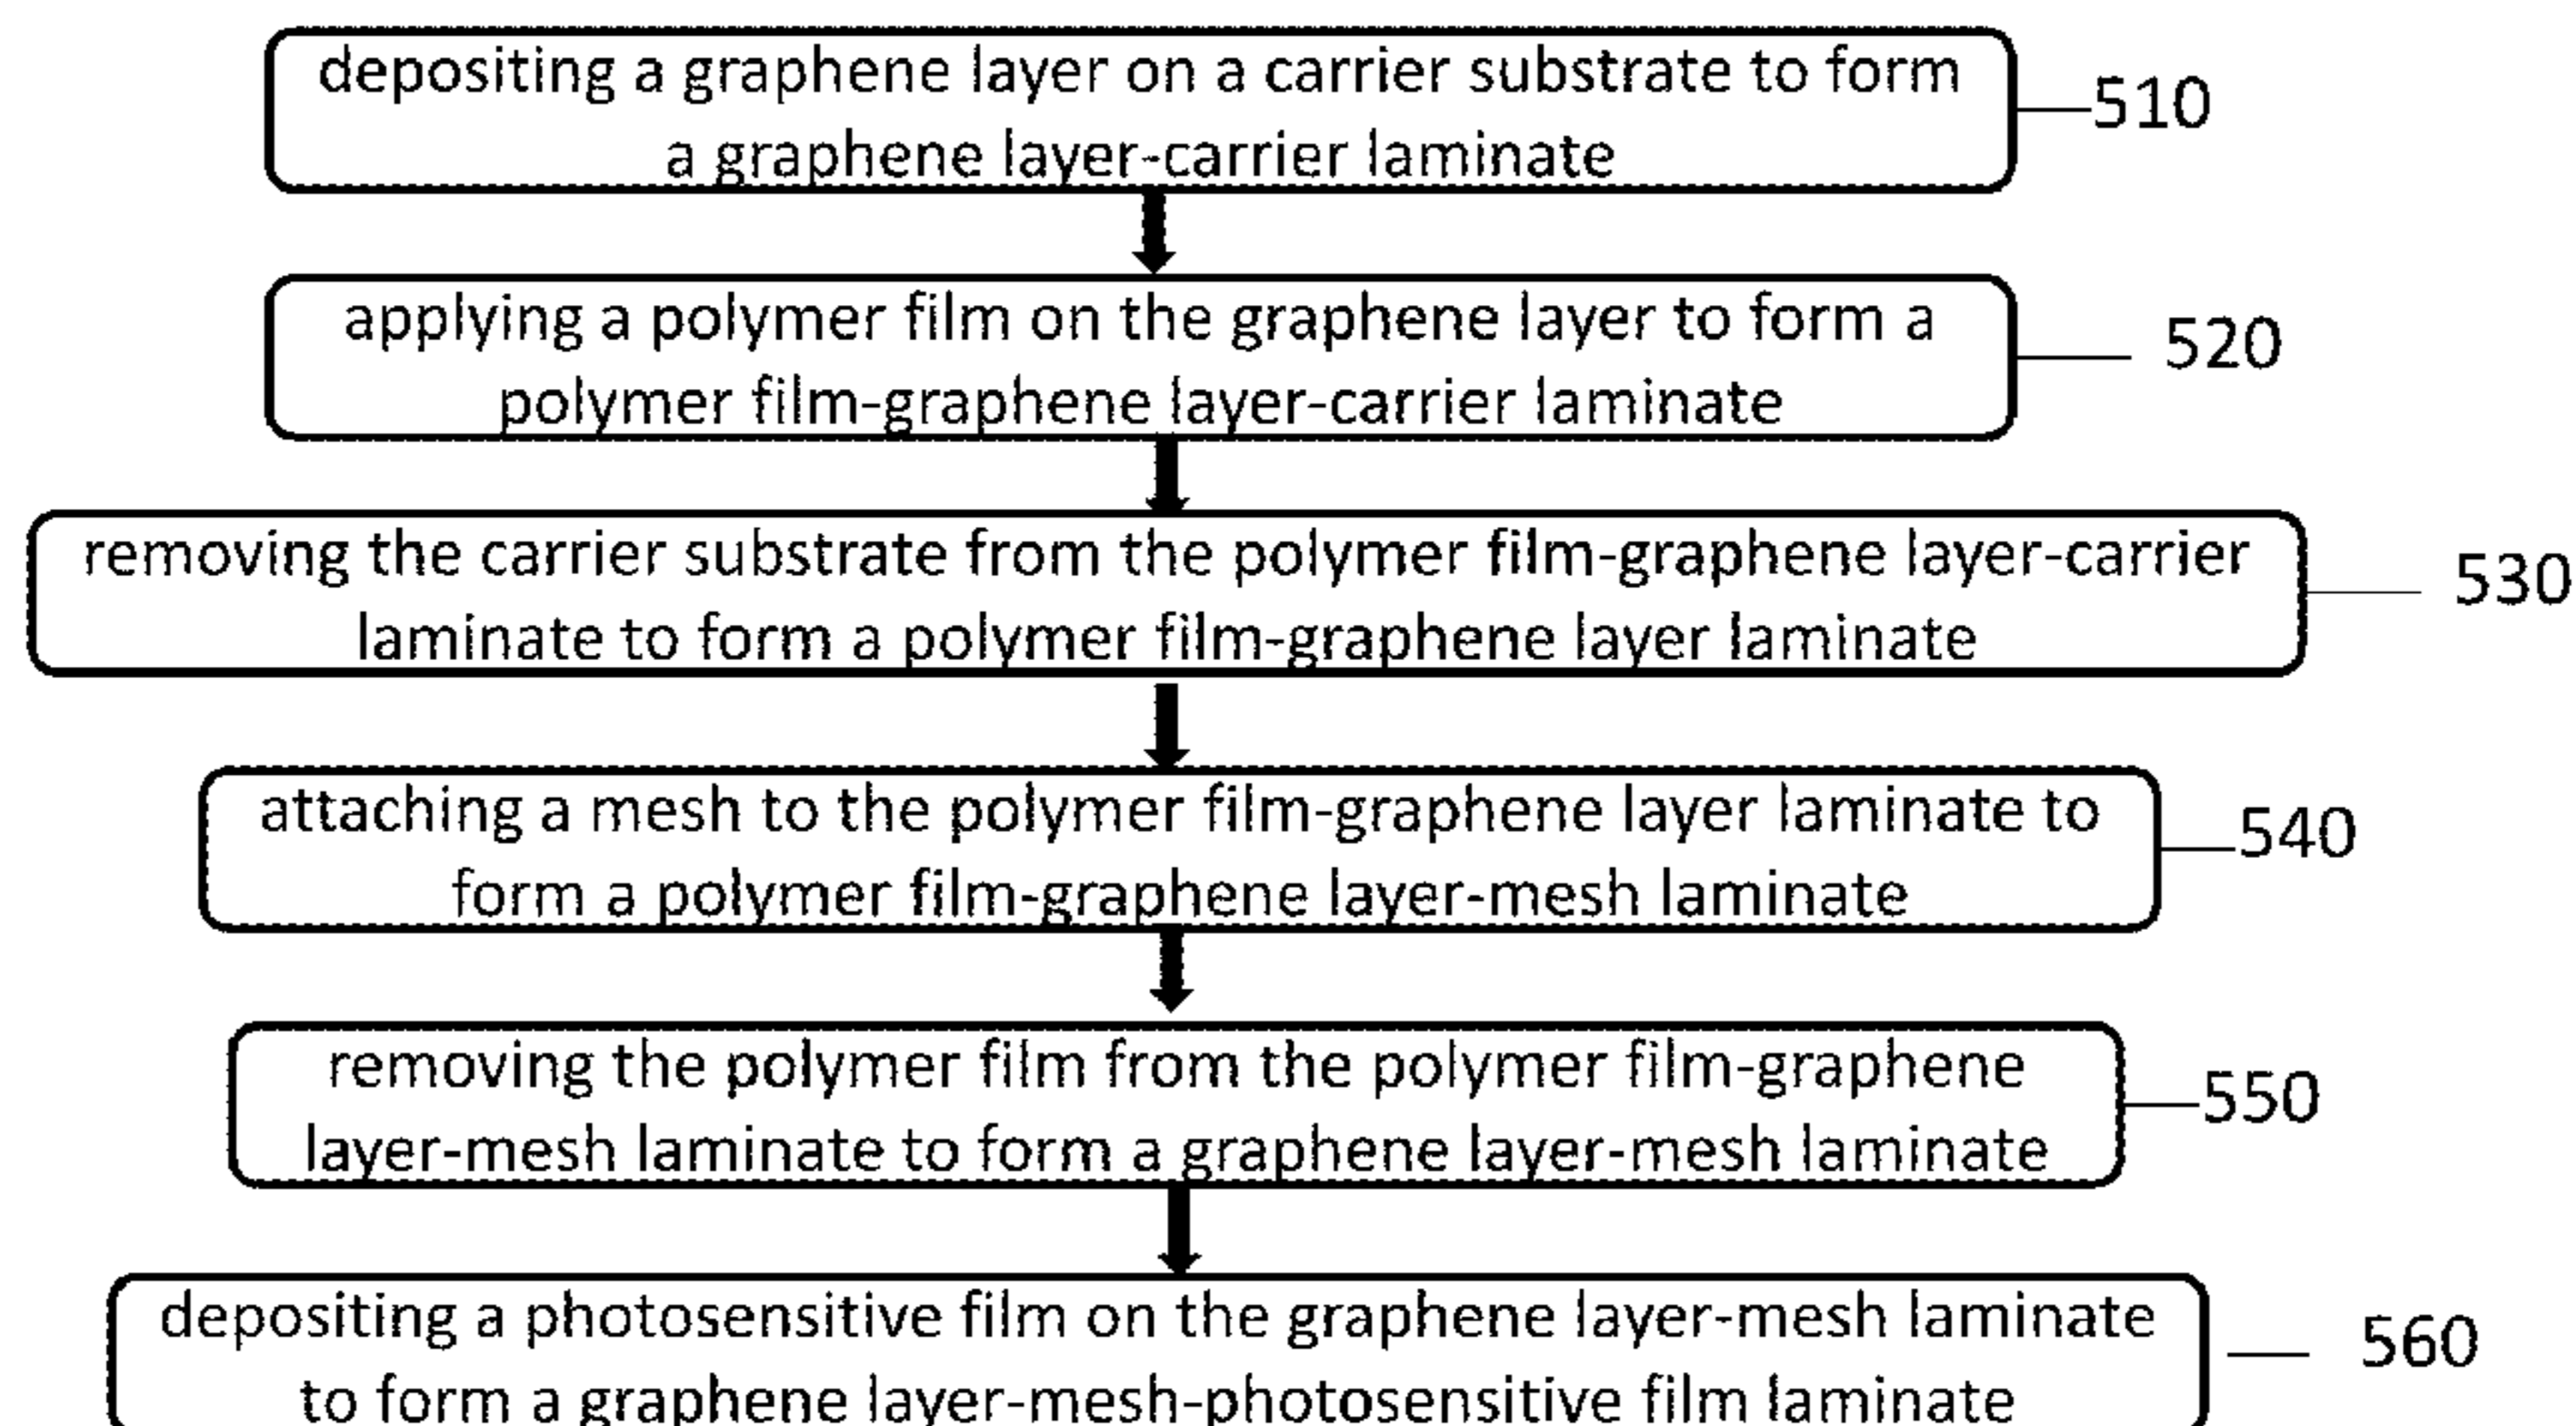 depositing a graphene layer on a carrier substrate to form
a graphene layer-carrier laminate
510
applying a polymer film on the graphene layer to form a
polymer film-graphene layer-carrier laminate
520
removing the carrier substrate from the polymer film-graphene layer-carrier
laminate to form a polymer film-graphene layer laminate
530
attaching a mesh to the polymer film-graphene layer laminate to
form a polymer film-graphene layer-mesh laminate
540
removing the polymer film from the polymer film-graphene
layer-mesh laminate to form a graphene layer-mesh laminate
550
depositing a photosensitive film on the graphene layer-mesh laminate
to form a graphene layer-mesh-photosensitive film laminate
560